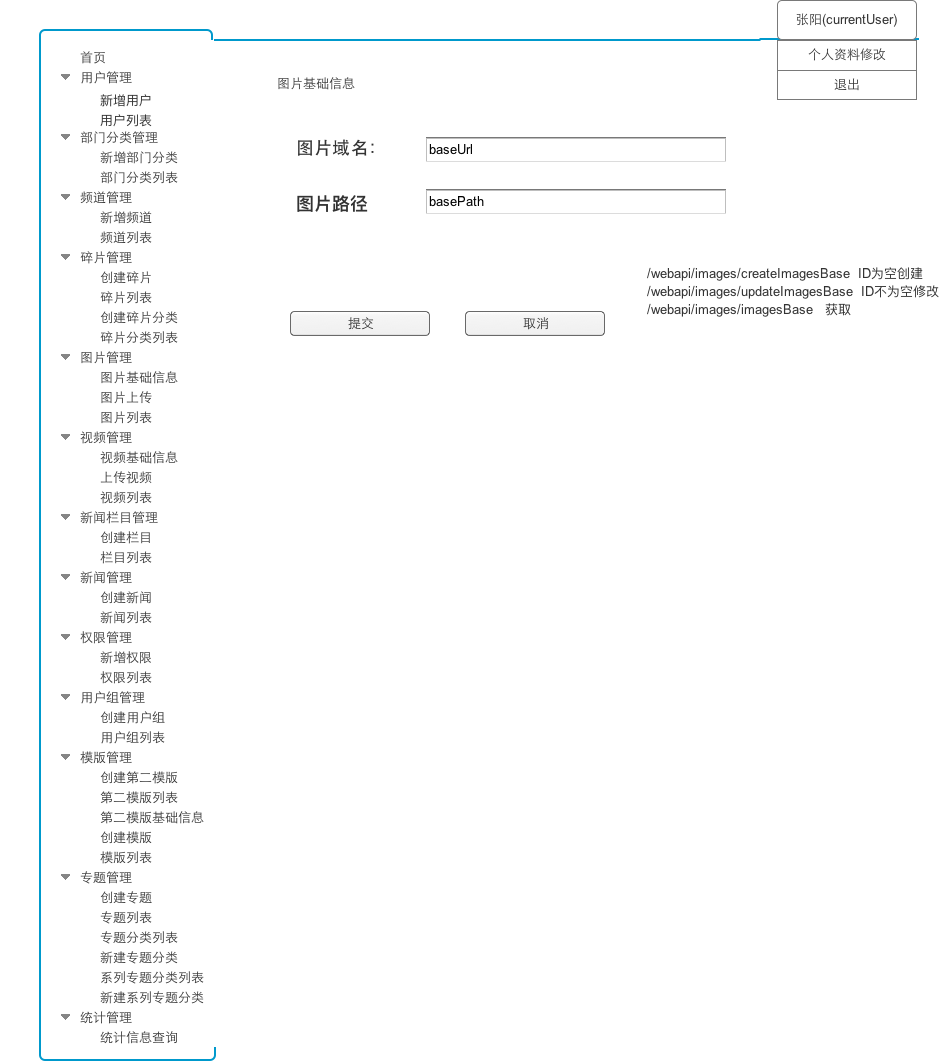 张阳(currentUser)
个人资料修改
退出
首页
用户管理
新增用户
用户列表
部门分类管理
新增部门分类
部门分类列表
频道管理
新增频道
频道列表
碎片管理
创建碎片
碎片列表
创建碎片分类
碎片分类列表
图片管理
图片基础信息
图片上传
图片列表
视频管理
视频基础信息
上传视频
视频列表
新闻栏目管理
创建栏目
栏目列表
新闻管理
创建新闻
新闻列表
权限管理
新增权限
权限列表
用户组管理
创建用户组
用户组列表
模版管理
创建第二模版
第二模版列表
第二模版基础信息
创建模版
模版列表
专题管理
创建专题
专题列表
专题分类列表
新建专题分类
系列专题分类列表
新建系列专题分类
统计管理
统计信息查询
图片基础信息
图片域名： baseUrl
图片路径 basePath
/webapi/images/createImagesBase ID为空创建
/webapi/images/updateImagesBase ID不为空修改
/webapi/images/imagesBase 获取
提交 取消